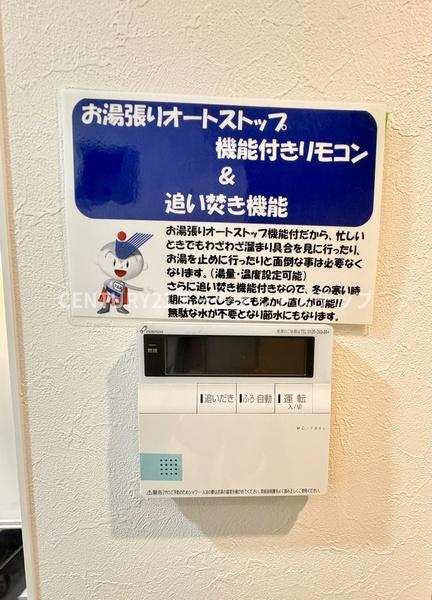 お湯張りオートストップ
機能付きリモコン
&
追い焚き機能
お湯張りオートストップ機能付だから、忙しい
ときでもわざわざ溜まり具合を見に行ったり、
お湯を止めに行ったりと面倒な事は必要なく
なります。(湯量・温度設定可能)
さらに追い焚き機能付きなので、冬の寒い時
期に冷めてしまっても沸かし直しが可能!!
無駄な水が不要となり節水にもなります。
CENTURY21
燃焼
追いだき
ふろ自動
運転
入/切